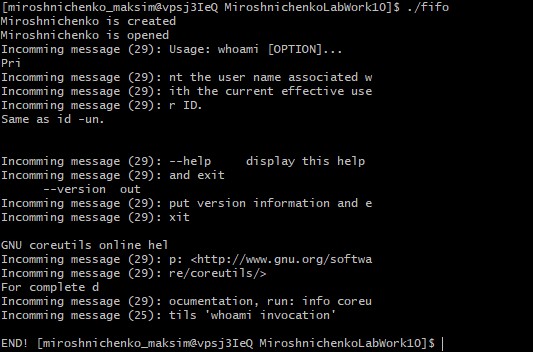 [miroshnichenko_maksim@vpsj3IeQ MiroshnichenkoLabWork10]$ ./fifo
Miroshnichenko is created
Miroshnichenko is opened
Incomming message (29): Usage: whoami [OPTION]...
Pri
Incomming message (29): nt the user name associated w
Incomming message (29): ith the current effective use
Incomming message (29): r ID.
Same as id -un.
Incomming message (29): --help     display this help
Incomming message (29): and exit
      --version  out
Incomming message (29): put version information and e
Incomming message (29): xit
GNU coreutils online hel
Incomming message (29): p: <http://www.gnu.org/softwa
Incomming message (29): re/coreutils/>
For complete d
Incomming message (29): ocumentation, run: info coreu
Incomming message (25): tils 'whoami invocation'
END! [miroshnichenko_maksim@vpsj3IeQ MiroshnichenkoLabWork10]$